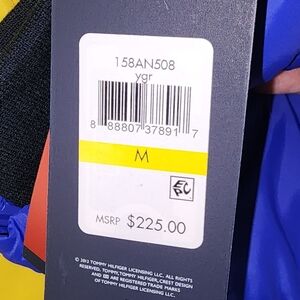 158AN508
ygr
8 88807 37891 7
M
EPC
MSRP $225.00
© 2012 TOMMY HILFIGER LICENSING LLC. ALL RIGHTS
RESERVED. TOMMY, TOMMY HILFIGER, CREST DESIGN
AND ARE REGISTERED TRADE MARKS
OF TOMMY HILFIGER LICENSING LLC.